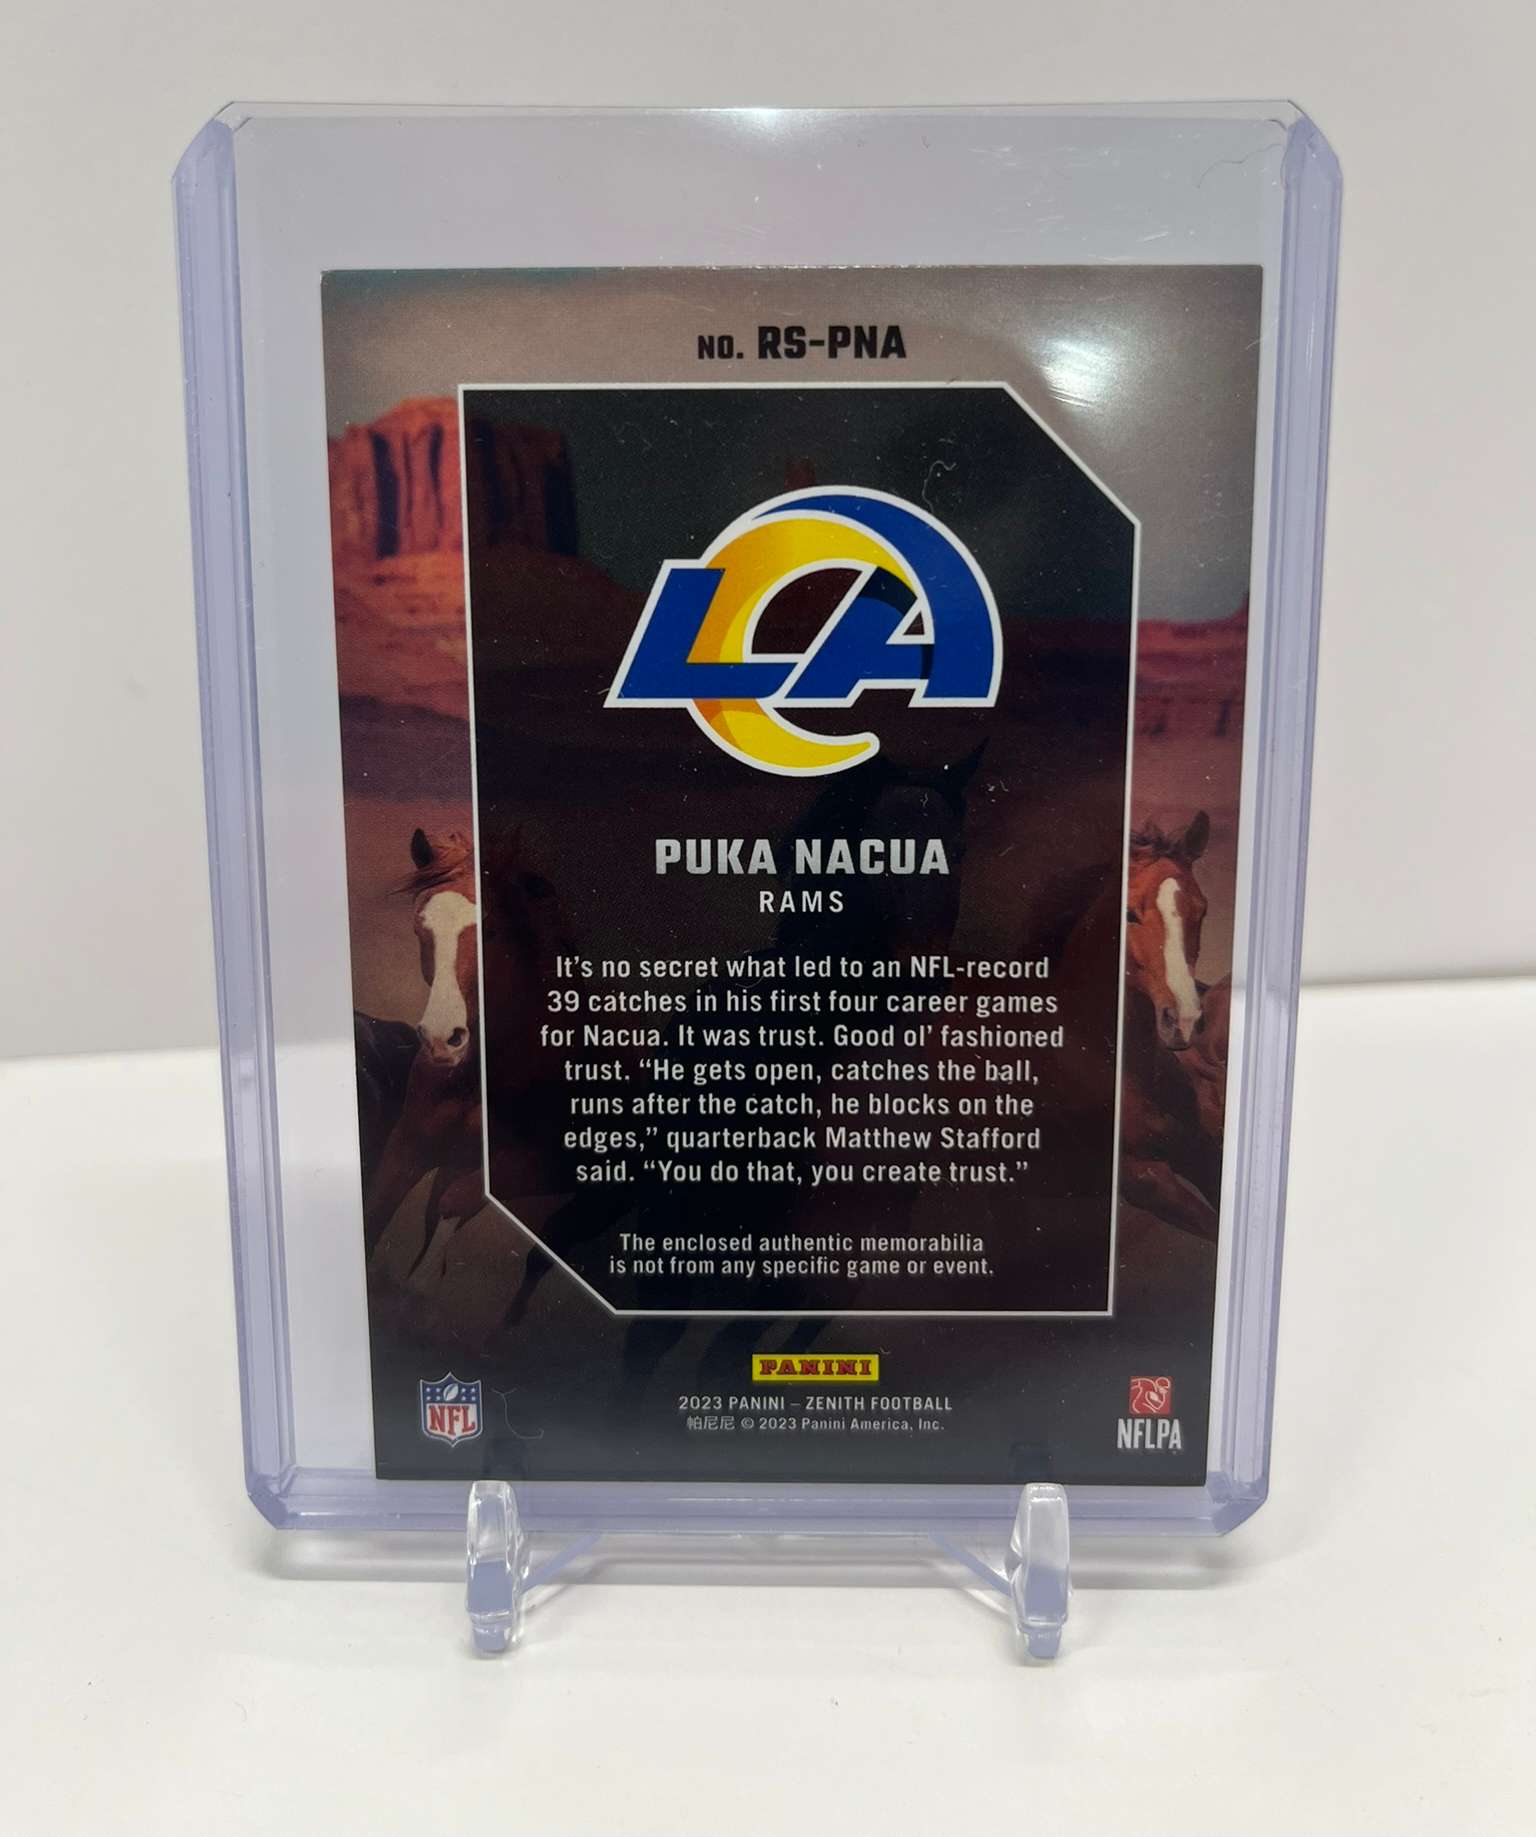 NO. RS-PNA
LA
PUKA NACUA
RAMS
It's no secret what led to an NFL-record
39 catches in his first four career games
for Nacua. It was trust. Good ol' fashioned
trust. “He gets open, catches the ball,
runs after the catch, he blocks on the
edges,” quarterback Matthew Stafford
said. “You do that, you create trust.”
The enclosed authentic memorabilia
is not from any specific game or event.
PANINI
2023 PANINI – ZENITH FOOTBALL
帕尼尼 © 2023 Panini America, Inc.
NFL
NFLPA